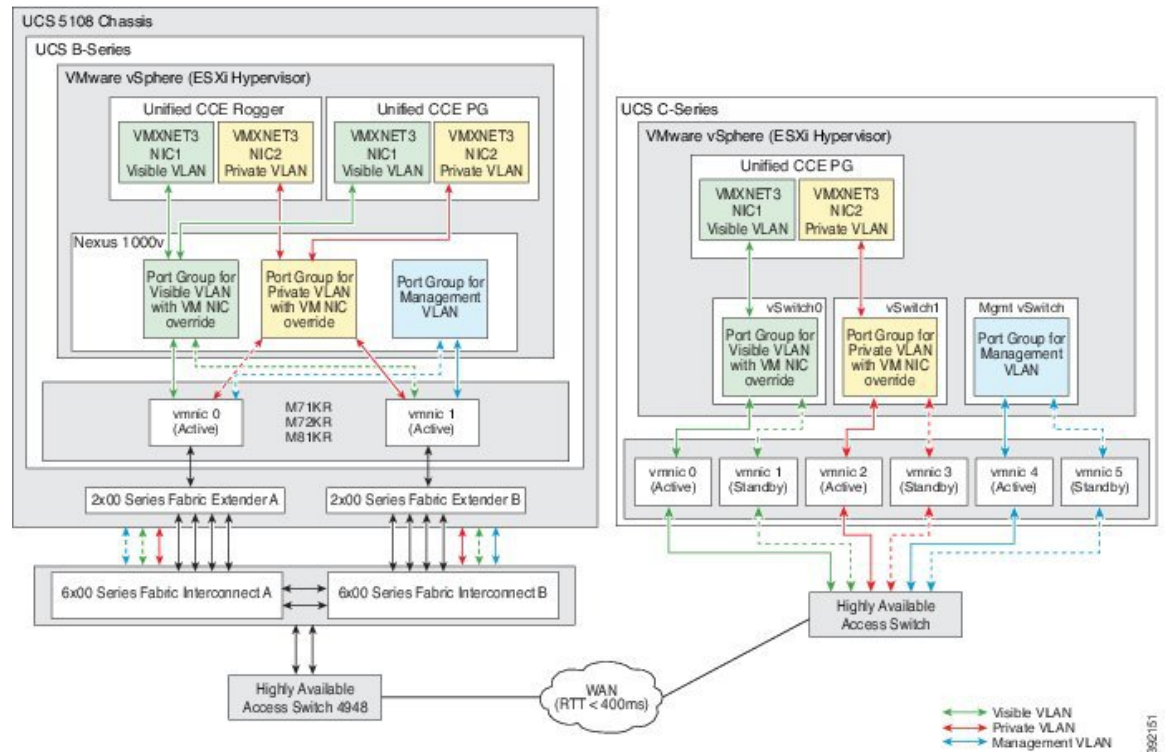 UCS 5108 Chassis
UCS B-Series
VMware vSphere (ESXi Hypervisor)
Unified CCE Rogger
VMXNET3
NIC1
Visible VLAN
VMXNET3
NIC2
Private VLAN
Unified CCE PG
VMXNET3
NIC1
Visible VLAN
VMXNET3
NIC2
Private VLAN
Nexus 1000v
Port Group for
Visible VLAN
with VM NIC
override
Port Group for
Private VLAN
with VM NIC
override
Port Group for
Management
VLAN
vmnic 0
(Active)
M71KR
M72KR
M81KR
vmnic 1
(Active)
2x00 Series Fabric Extender A
2x00 Series Fabric Extender B
6x00 Series Fabric Interconnect A
6x00 Series Fabric Interconnect B
Highly Available
Access Switch 4948
WAN
(RTT < 400ms)
UCS C-Series
VMware vSphere (ESXi Hypervisor)
Unified CCE PG
VMXNET3
NIC1
Visible VLAN
VMXNET3
NIC2
Private VLAN
vSwitch0
Port Group for
Visible VLAN
with VM NIC
override
vSwitch1
Port Group for
Private VLAN
with VM NIC
override
Mgmt vSwitch
Port Group for
Management
VLAN
vmnic 0
(Active)
vmnic 1
(Standby)
vmnic 2
(Active)
vmnic 3
(Standby)
vmnic 4
(Active)
vmnic 5
(Standby)
Highly Available
Access Switch
Visible VLAN
Private VLAN
Management VLAN
392151